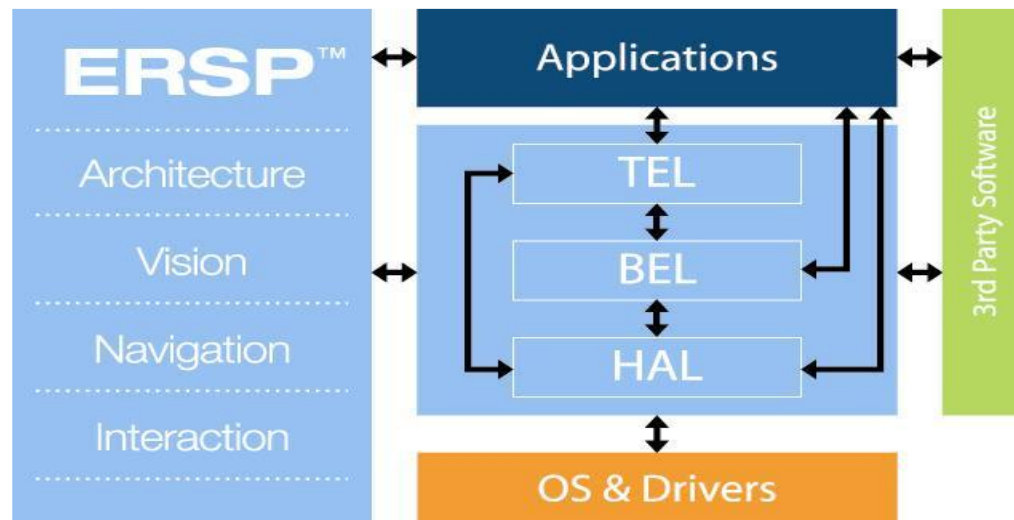 ERSP™
Architecture
Vision
Navigation
Interaction
Applications
TEL
BEL
HAL
OS & Drivers
3rd Party Software